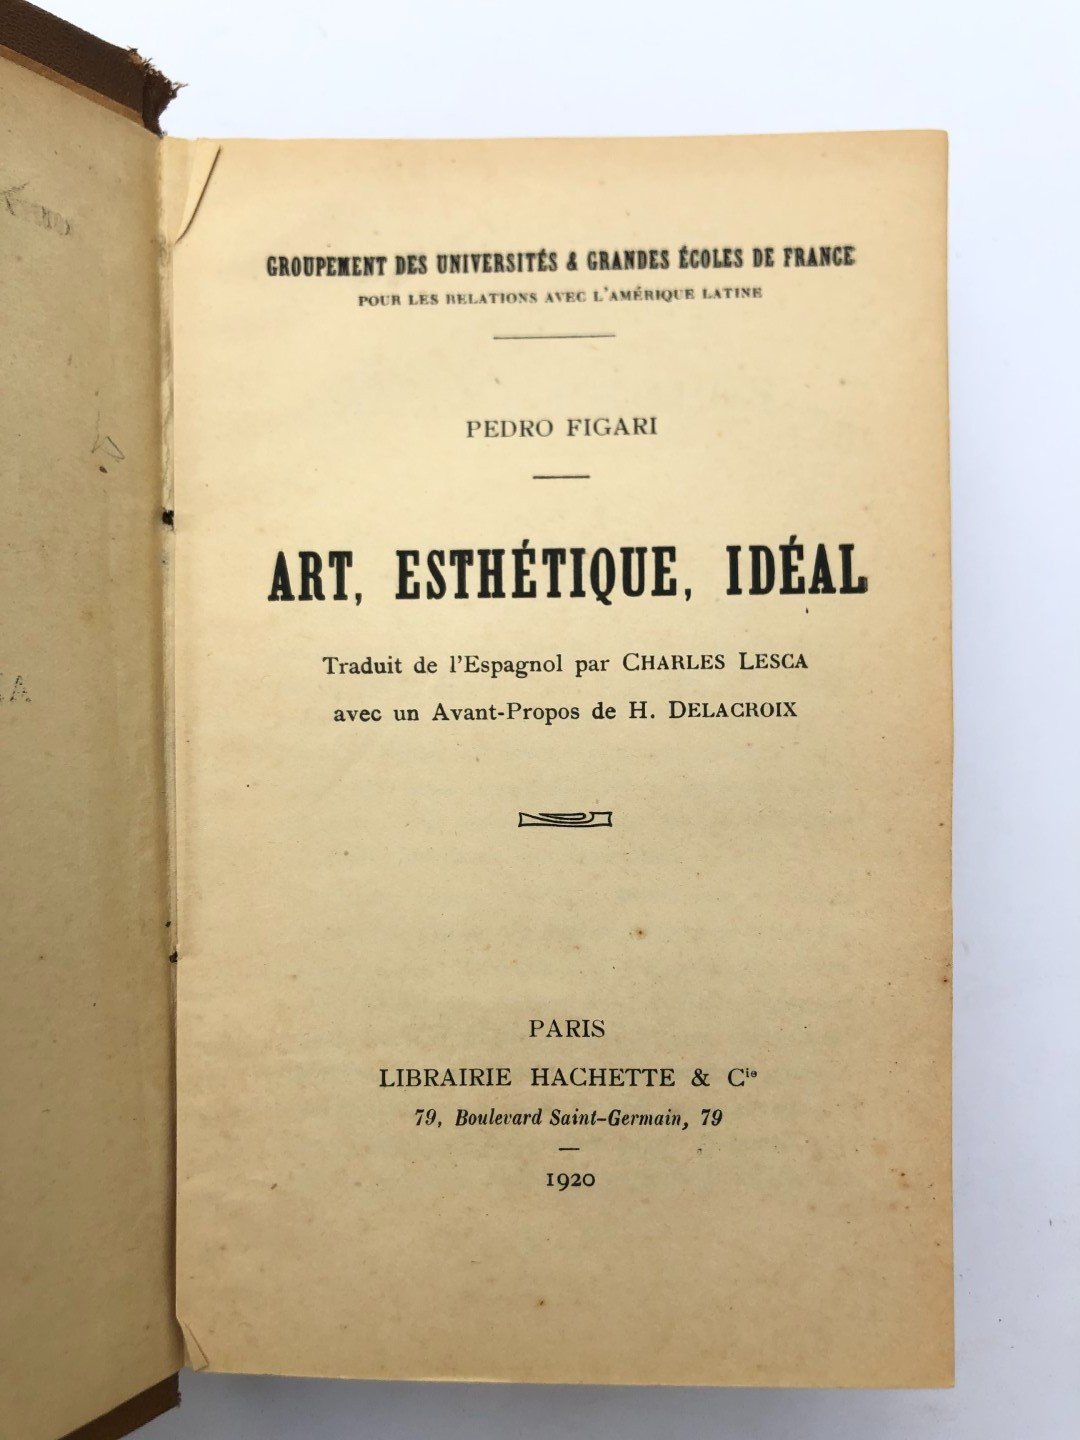 GROUPEMENT DES UNIVERSITÉS & GRANDES ÉCOLES DE FRANCE
POUR LES RELATIONS AVEC L'AMÉRIQUE LATINE
PEDRO FIGARI
ART, ESTHÉTIQUE, IDÉAL
Traduit de l'Espagnol par CHARLES LESCA
avec un Avant-Propos de H. DELACROIX
PARIS
LIBRAIRIE HACHETTE & Cie
79, Boulevard Saint-Germain, 79
1920